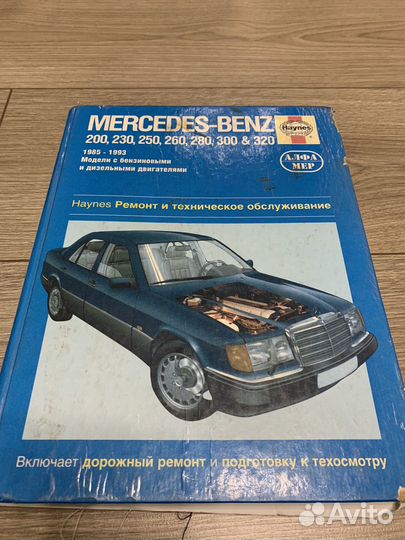 MERCEDES-BENZ
200, 230, 250, 260, 280, 300 & 320
Haynes
1985 - 1993
Модели с бензиновыми
и дизельными двигателями
АЛФА
МЕР
Haynes Ремонт и техническое обслуживание
Включает дорожный ремонт и подготовку к техосмотру
Avito